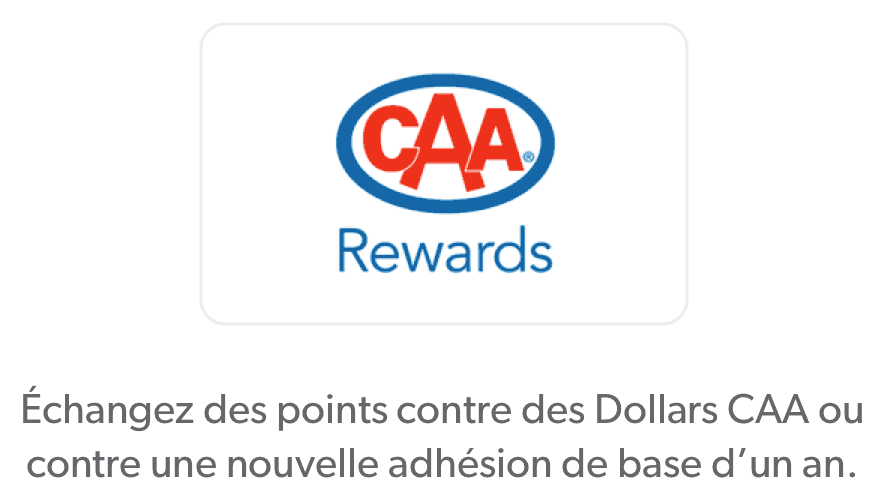 CAA®
Rewards
Échangez des points contre des Dollars CAA ou
contre une nouvelle adhésion de base d’un an.